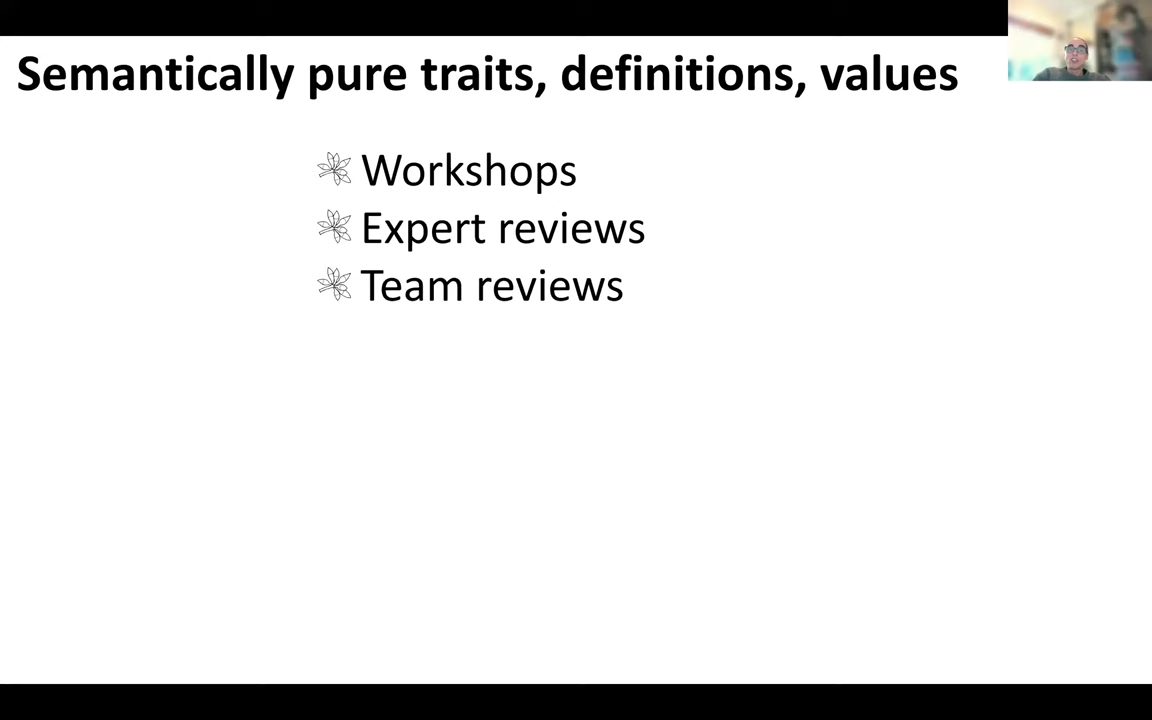 Semantically pure traits, definitions, values
Workshops
Expert reviews
Team reviews